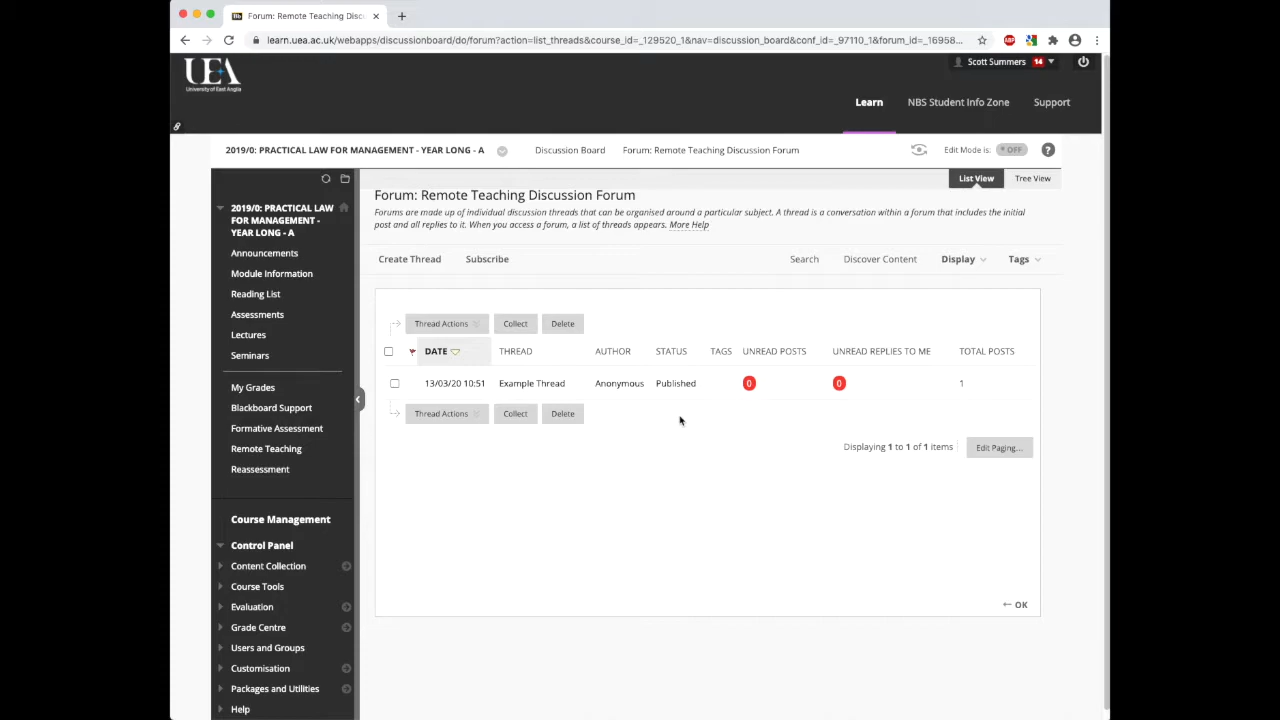 Forum: Remote Teaching Disc
learn.uea.ac.uk/webapps/discussionboard/do/forum?action=list_threads&course_id=_129520_1&nav=discussion_board&conf_id=_97110_1&forum_id=_16958...
UEA
University of East Anglia
Scott Summers 14
Learn NBS Student Info Zone Support
2019/0: PRACTICAL LAW FOR MANAGEMENT - YEAR LONG - A Discussion Board Forum: Remote Teaching Discussion Forum Edit Mode is: OFF ?
List View Tree View
Forum: Remote Teaching Discussion Forum
Forums are made up of individual discussion threads that can be organised around a particular subject. A thread is a conversation within a forum that includes the initial
post and all replies to it. When you access a forum, a list of threads appears. More Help
Create Thread Subscribe Search Discover Content Display Tags
Thread Actions Collect Delete
DATE THREAD AUTHOR STATUS TAGS UNREAD POSTS UNREAD REPLIES TO ME TOTAL POSTS
13/03/20 10:51 Example Thread Anonymous Published 0 0 1
Thread Actions Collect Delete
Displaying 1 to 1 of 1 items Edit Paging...
OK
2019/0: PRACTICAL LAW
FOR MANAGEMENT -
YEAR LONG - A
Announcements
Module Information
Reading List
Assessments
Lectures
Seminars
My Grades
Blackboard Support
Formative Assessment
Remote Teaching
Reassessment
Course Management
Control Panel
Content Collection
Course Tools
Evaluation
Grade Centre
Users and Groups
Customisation
Packages and Utilities
Help